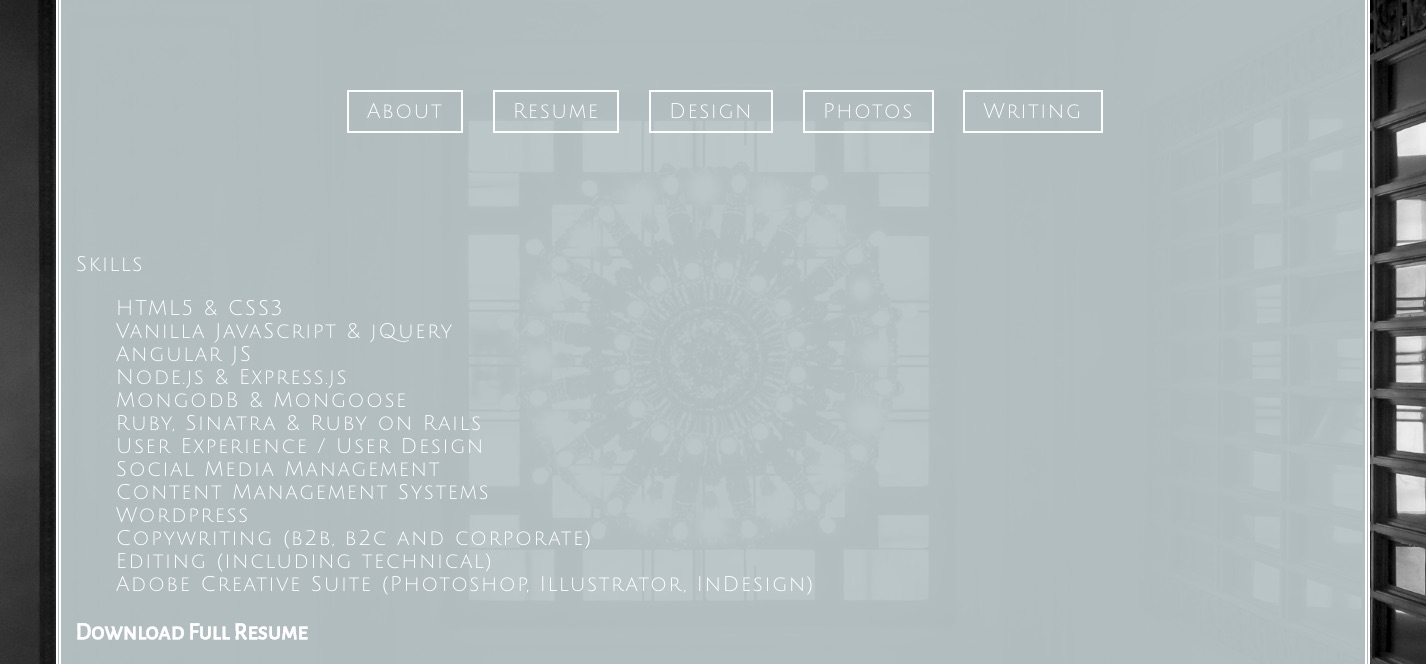 About
Resume
Design
Photos
Writing
Skills
HTML5 & CSS3
Vanilla JavaScript & jQuery
Angular JS
Node.js & Express.js
MongoDB & Mongoose
Ruby, Sinatra & Ruby on Rails
User Experience / User Design
Social Media Management
Content Management Systems
Wordpress
Copywriting (b2b, b2c and corporate)
Editing (including technical)
Adobe Creative Suite (Photoshop, Illustrator, InDesign)
Download Full Resume